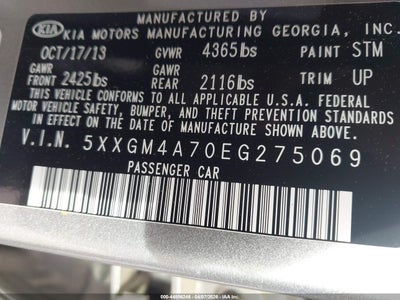 MANUFACTURED BY
KIA KIA MOTORS MANUFACTURING GEORGIA, INC.
OCT/17/13 GVWR 4365lbs PAINT STM
GAWR FRONT 2425lbs GAWR REAR 2116lbs TRIM UP
THIS VEHICLE CONFORMS TO ALL APPLICABLE U.S.A. FEDERAL
MOTOR VEHICLE SAFETY, BUMPER, AND THEFT PREVENTION
STANDARDS IN EFFECT ON THE DATE OF MANUFACTURE SHOWN ABOVE.
V.I.N. 5XXGM4A70EG275069
PASSENGER CAR